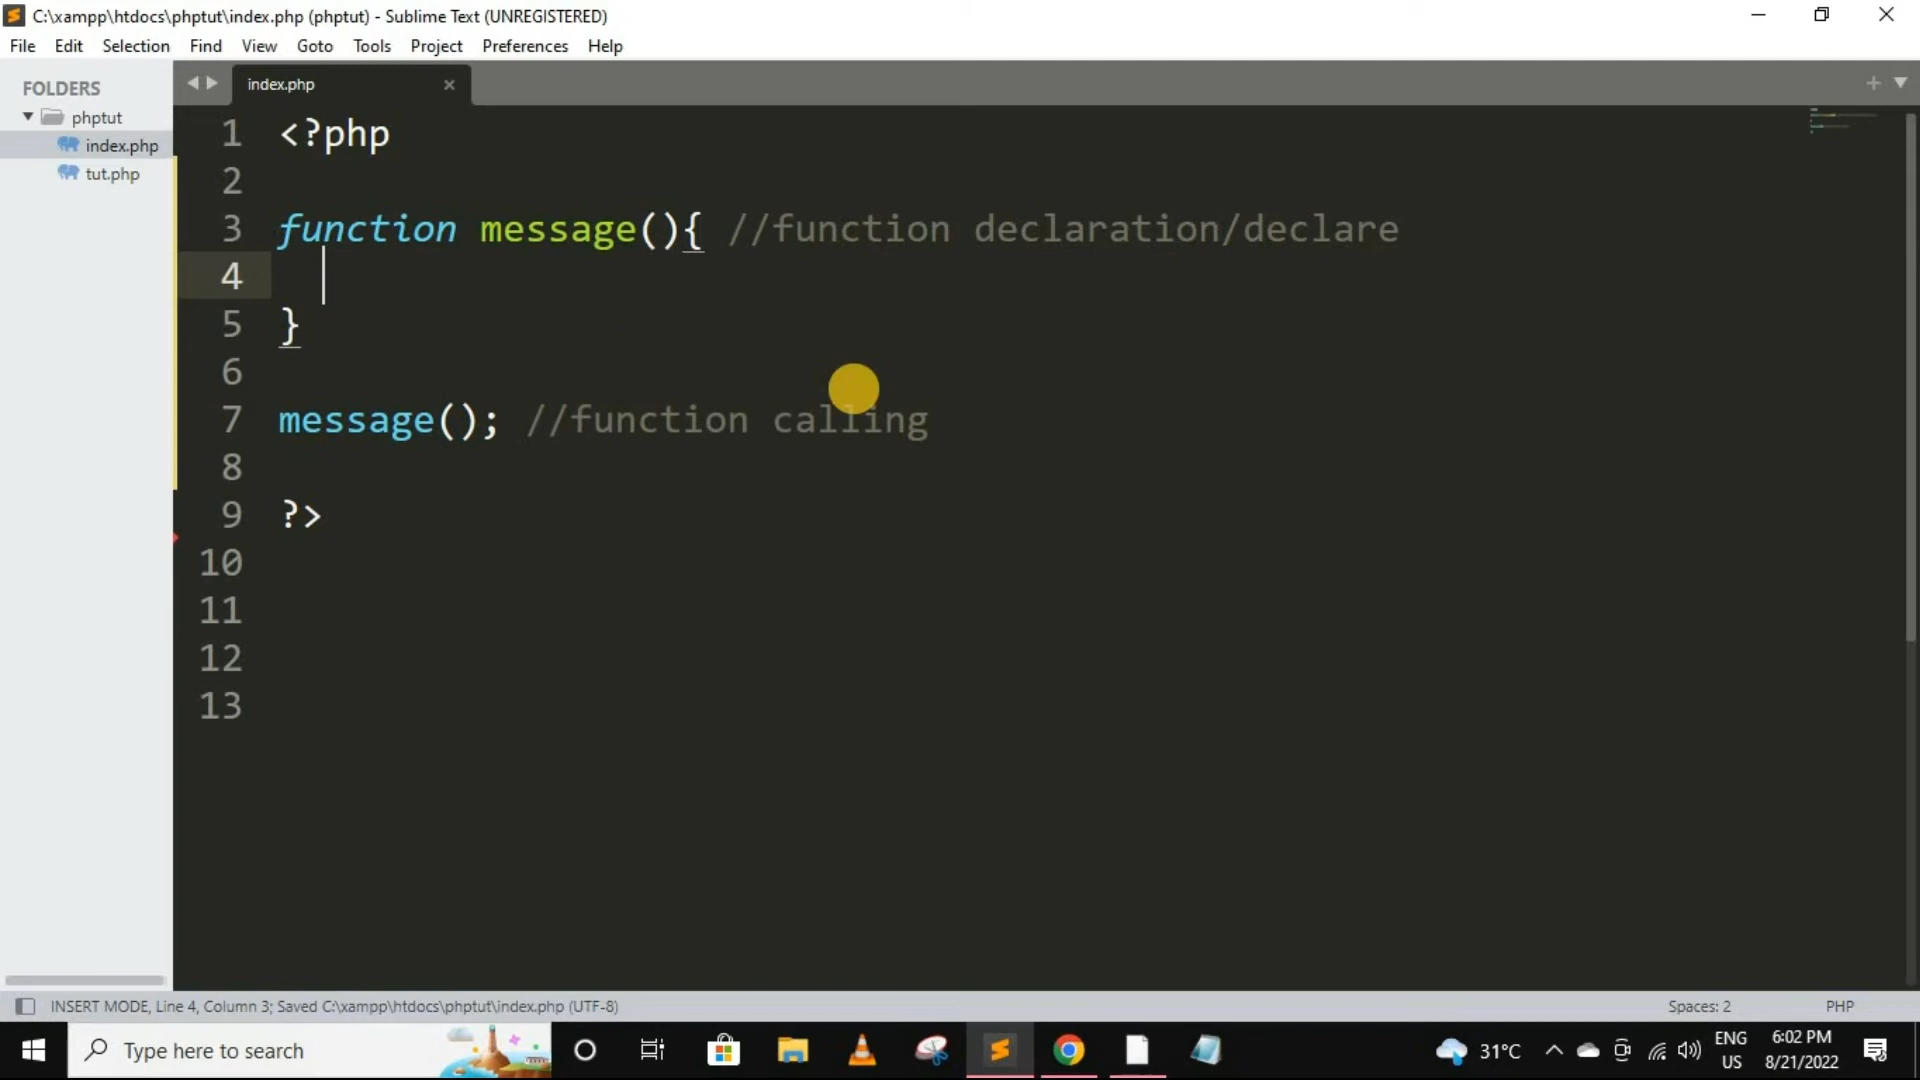 C:\xampp\htdocs\phptut\index.php (phptut) - Sublime Text (UNREGISTERED)
File Edit Selection Find View Goto Tools Project Preferences Help
FOLDERS
phptut
index.php
tut.php
index.php
1 <?php
2
3 function message(){ //function declaration/declare
4
5 }
6
7 message(); //function calling
8
9 ?>
10
11
12
13
INSERT MODE, Line 4, Column 3; Saved C:\xampp\htdocs\phptut\index.php (UTF-8) Spaces: 2 PHP
Type here to search
31°C
ENG
US
6:02 PM
8/21/2022